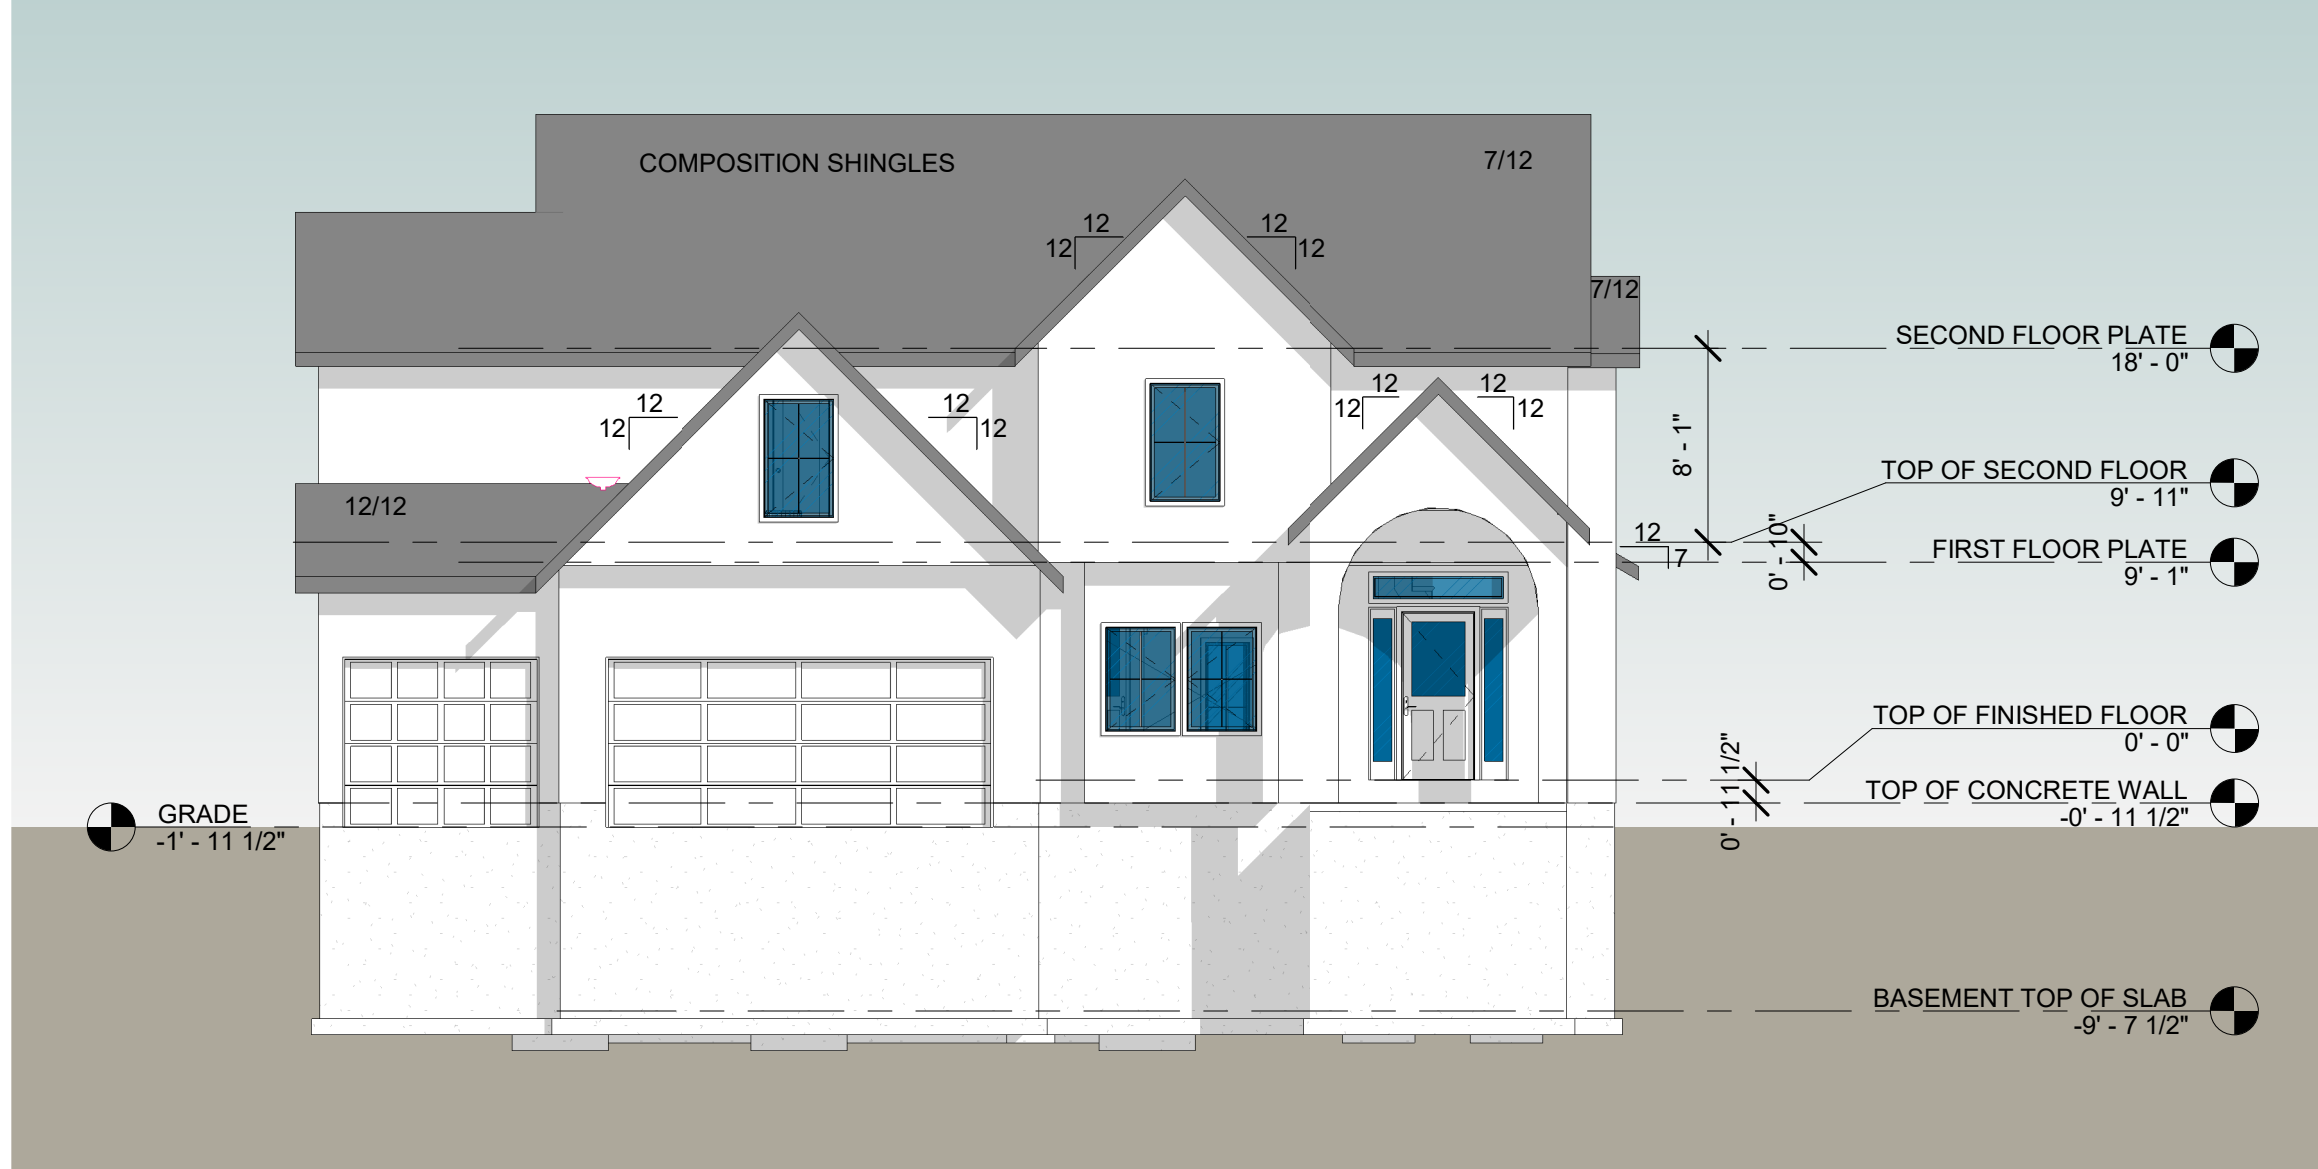 COMPOSITION SHINGLES
7/12
12
12
12
12
7/12
SECOND FLOOR PLATE
18' - 0"
12
12
12
12
12
12
12
12
8' - 1"
TOP OF SECOND FLOOR
9' - 11"
12/12
12
7
0' - 10"
FIRST FLOOR PLATE
9' - 1"
TOP OF FINISHED FLOOR
0' - 0"
0' - 11 1/2"
TOP OF CONCRETE WALL
-0' - 11 1/2"
GRADE
-1' - 11 1/2"
BASEMENT TOP OF SLAB
-9' - 7 1/2"